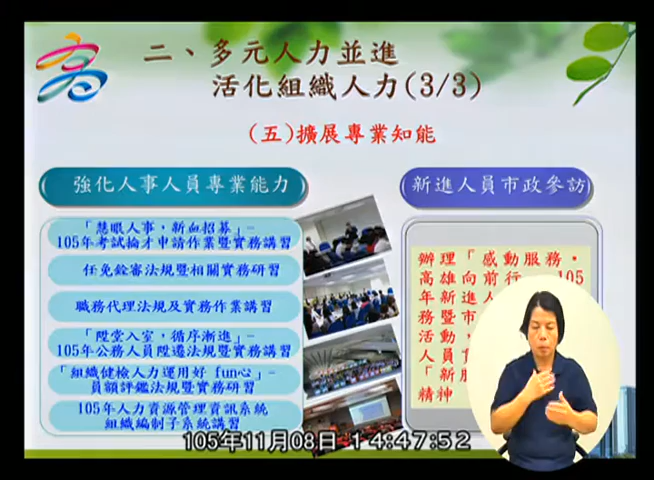 二、多元人力並進
活化組織人力(3/3)
(五)擴展專業知能
強化人事人員專業能力
「慧眼人事，新血招募」-
105年考試掄才申請作業暨實務講習
任免銓審法規暨相關實務研習
職務代理法規及實務作業講習
「陞堂入室，循序漸進」-
105年公務人員陞遷法規暨實務講習
「組織健檢人力運用好 fun心」-
員額評鑑法規暨實務研習
105年人力資源管理資訊系統
組織編制子系統講習
新進人員市政參訪
辦理「感動服務‧
高雄向前行 105
年新進人
務暨市
活動，
人員
「新
精神
105年11月08日 14:47:52